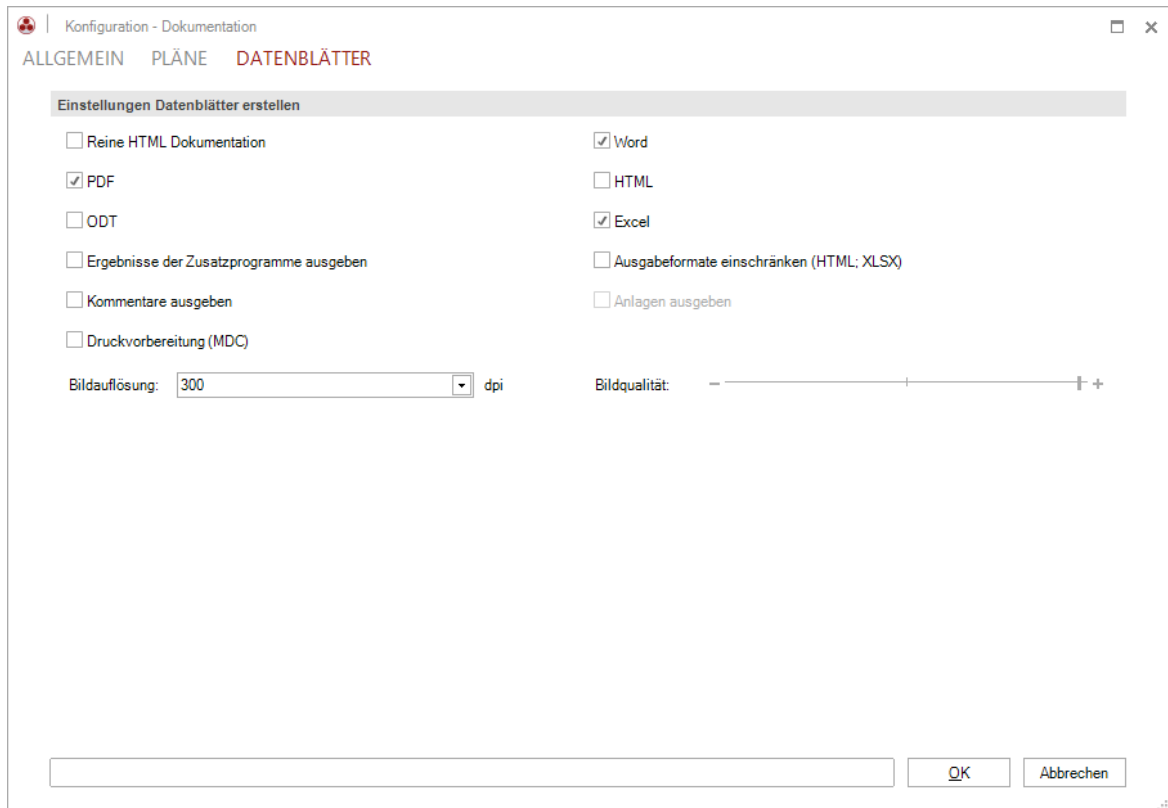 Konfiguration - Dokumentation
ALLGEMEIN PLÄNE DATENBLÄTTER
Einstellungen Datenblätter erstellen
Reine HTML Dokumentation
Word
PDF
HTML
ODT
Excel
Ergebnisse der Zusatzprogramme ausgeben
Ausgabeformate einschränken (HTML; XLSX)
Kommentare ausgeben
Anlagen ausgeben
Druckvorbereitung (MDC)
Bildauflösung: 300 dpi
Bildqualität:
OK Abbrechen